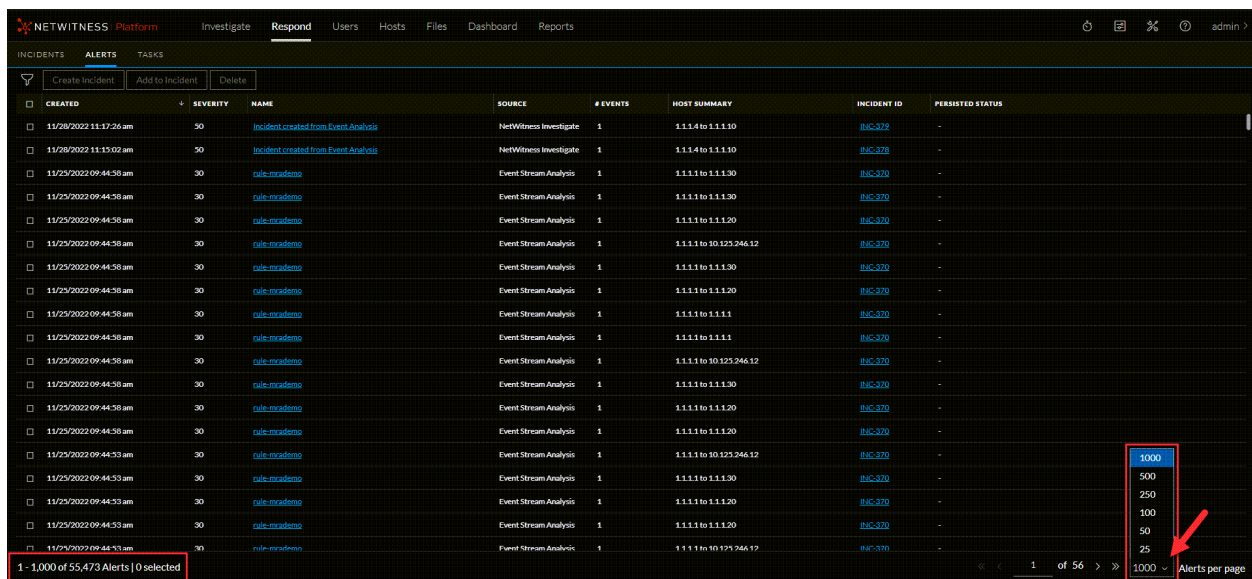 NETWITNESS Platform Investigate Respond Users Hosts Files Dashboard Reports admin >
INCIDENTS ALERTS TASKS
Create Incident Add to Incident Delete
CREATED SEVERITY NAME SOURCE # EVENTS HOST SUMMARY INCIDENT ID PERSISTED STATUS
11/28/2022 11:17:26 am 50 Incident created from Event Analysis NetWitness Investigate 1 1.1.1.4 to 1.1.1.10 INC-379 -
11/28/2022 11:15:02 am 50 Incident created from Event Analysis NetWitness Investigate 1 1.1.1.4 to 1.1.1.10 INC-378 -
11/25/2022 09:44:58 am 30 rule-mrademo Event Stream Analysis 1 1.1.1.1 to 1.1.1.30 INC-370 -
11/25/2022 09:44:58 am 30 rule-mrademo Event Stream Analysis 1 1.1.1.1 to 1.1.1.30 INC-370 -
11/25/2022 09:44:58 am 30 rule-mrademo Event Stream Analysis 1 1.1.1.1 to 1.1.1.20 INC-370 -
11/25/2022 09:44:58 am 30 rule-mrademo Event Stream Analysis 1 1.1.1.1 to 10.125.246.12 INC-370 -
11/25/2022 09:44:58 am 30 rule-mrademo Event Stream Analysis 1 1.1.1.1 to 1.1.1.30 INC-370 -
11/25/2022 09:44:58 am 30 rule-mrademo Event Stream Analysis 1 1.1.1.1 to 1.1.1.20 INC-370 -
11/25/2022 09:44:58 am 30 rule-mrademo Event Stream Analysis 1 1.1.1.1 to 1.1.1.1 INC-370 -
11/25/2022 09:44:58 am 30 rule-mrademo Event Stream Analysis 1 1.1.1.1 to 1.1.1.1 INC-370 -
11/25/2022 09:44:58 am 30 rule-mrademo Event Stream Analysis 1 1.1.1.1 to 10.125.246.12 INC-370 -
11/25/2022 09:44:58 am 30 rule-mrademo Event Stream Analysis 1 1.1.1.1 to 1.1.1.30 INC-370 -
11/25/2022 09:44:58 am 30 rule-mrademo Event Stream Analysis 1 1.1.1.1 to 1.1.1.20 INC-370 -
11/25/2022 09:44:58 am 30 rule-mrademo Event Stream Analysis 1 1.1.1.1 to 1.1.1.20 INC-370 -
11/25/2022 09:44:53 am 30 rule-mrademo Event Stream Analysis 1 1.1.1.1 to 10.125.246.12 INC-370 -
1000
11/25/2022 09:44:53 am 30 rule-mrademo Event Stream Analysis 1 1.1.1.1 to 1.1.1.30 INC-370 -
500
250
11/25/2022 09:44:53 am 30 rule-mrademo Event Stream Analysis 1 1.1.1.1 to 1.1.1.20 INC-370 -
100
11/25/2022 09:44:53 am 30 rule-mrademo Event Stream Analysis 1 1.1.1.1 to 1.1.1.20 INC-370 -
50
11/25/2022 09:44:53 am 30 rule-mrademo Event Stream Analysis 1 1.1.1.1 to 10.125.246.12 INC-370 -
25
1 - 1,000 of 55,473 Alerts | 0 selected « < 1 of 56 > » 1000 Alerts per page